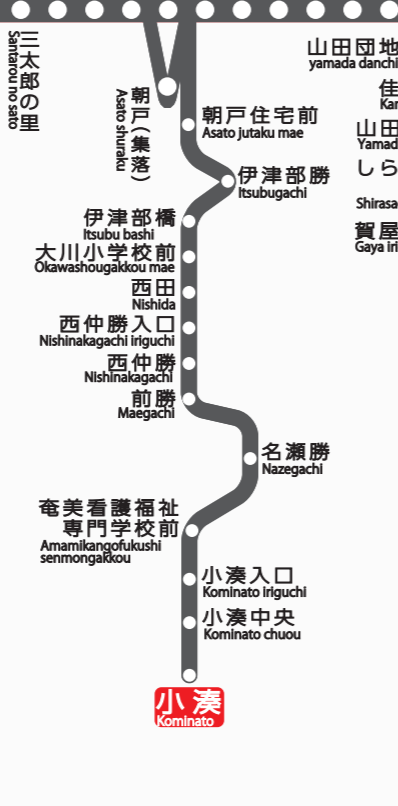 三太郎の里
Santarou no sato
朝戸(集落)
Asato shuraku
朝戸住宅前
Asato jutaku mae
伊津部勝
Itsubugachi
伊津部橋
Itsubu bashi
大川小学校前
Okawashougakkou mae
西田
Nishida
西仲勝入口
Nishinakagachi iriguchi
西仲勝
Nishinakagachi
前勝
Maegachi
名瀬勝
Nazegachi
奄美看護福祉
専門学校前
Amamikangofukushi
senmongakkou
小湊入口
Kominato iriguchi
小湊中央
Kominato chuou
小湊
Kominato
山田団地
yamada danchi
佳
Kar
山田
Yamad
しら
Shirasa
賀屋
Gaya iri